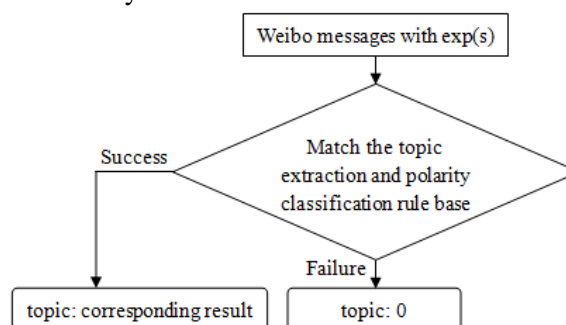 Weibo messages with exp(s)
Match the topic
extraction and polarity
classification rule base
Success
Failure
topic: corresponding result
topic: 0